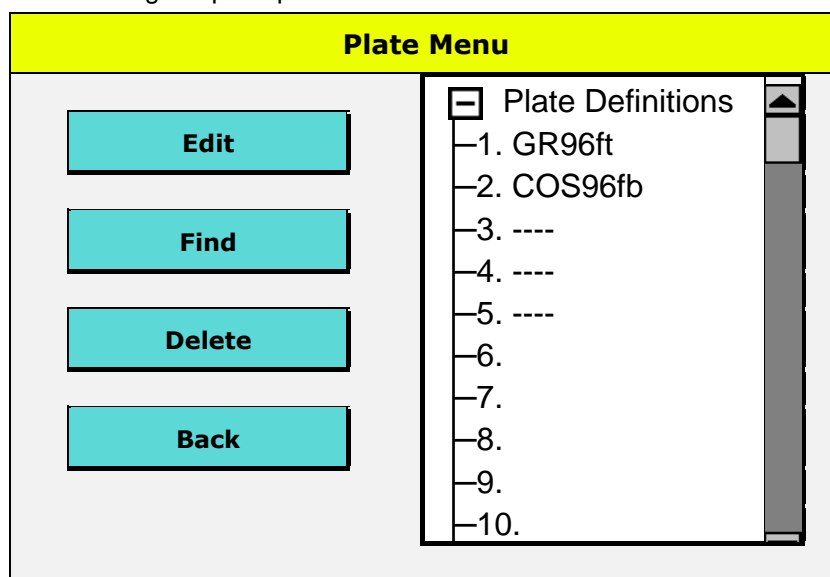 Plate Menu
Edit
Find
Delete
Back
Plate Definitions
1. GR96ft
2. COS96fb
3. ----
4. ----
5. ----
6.
7.
8.
9.
10.